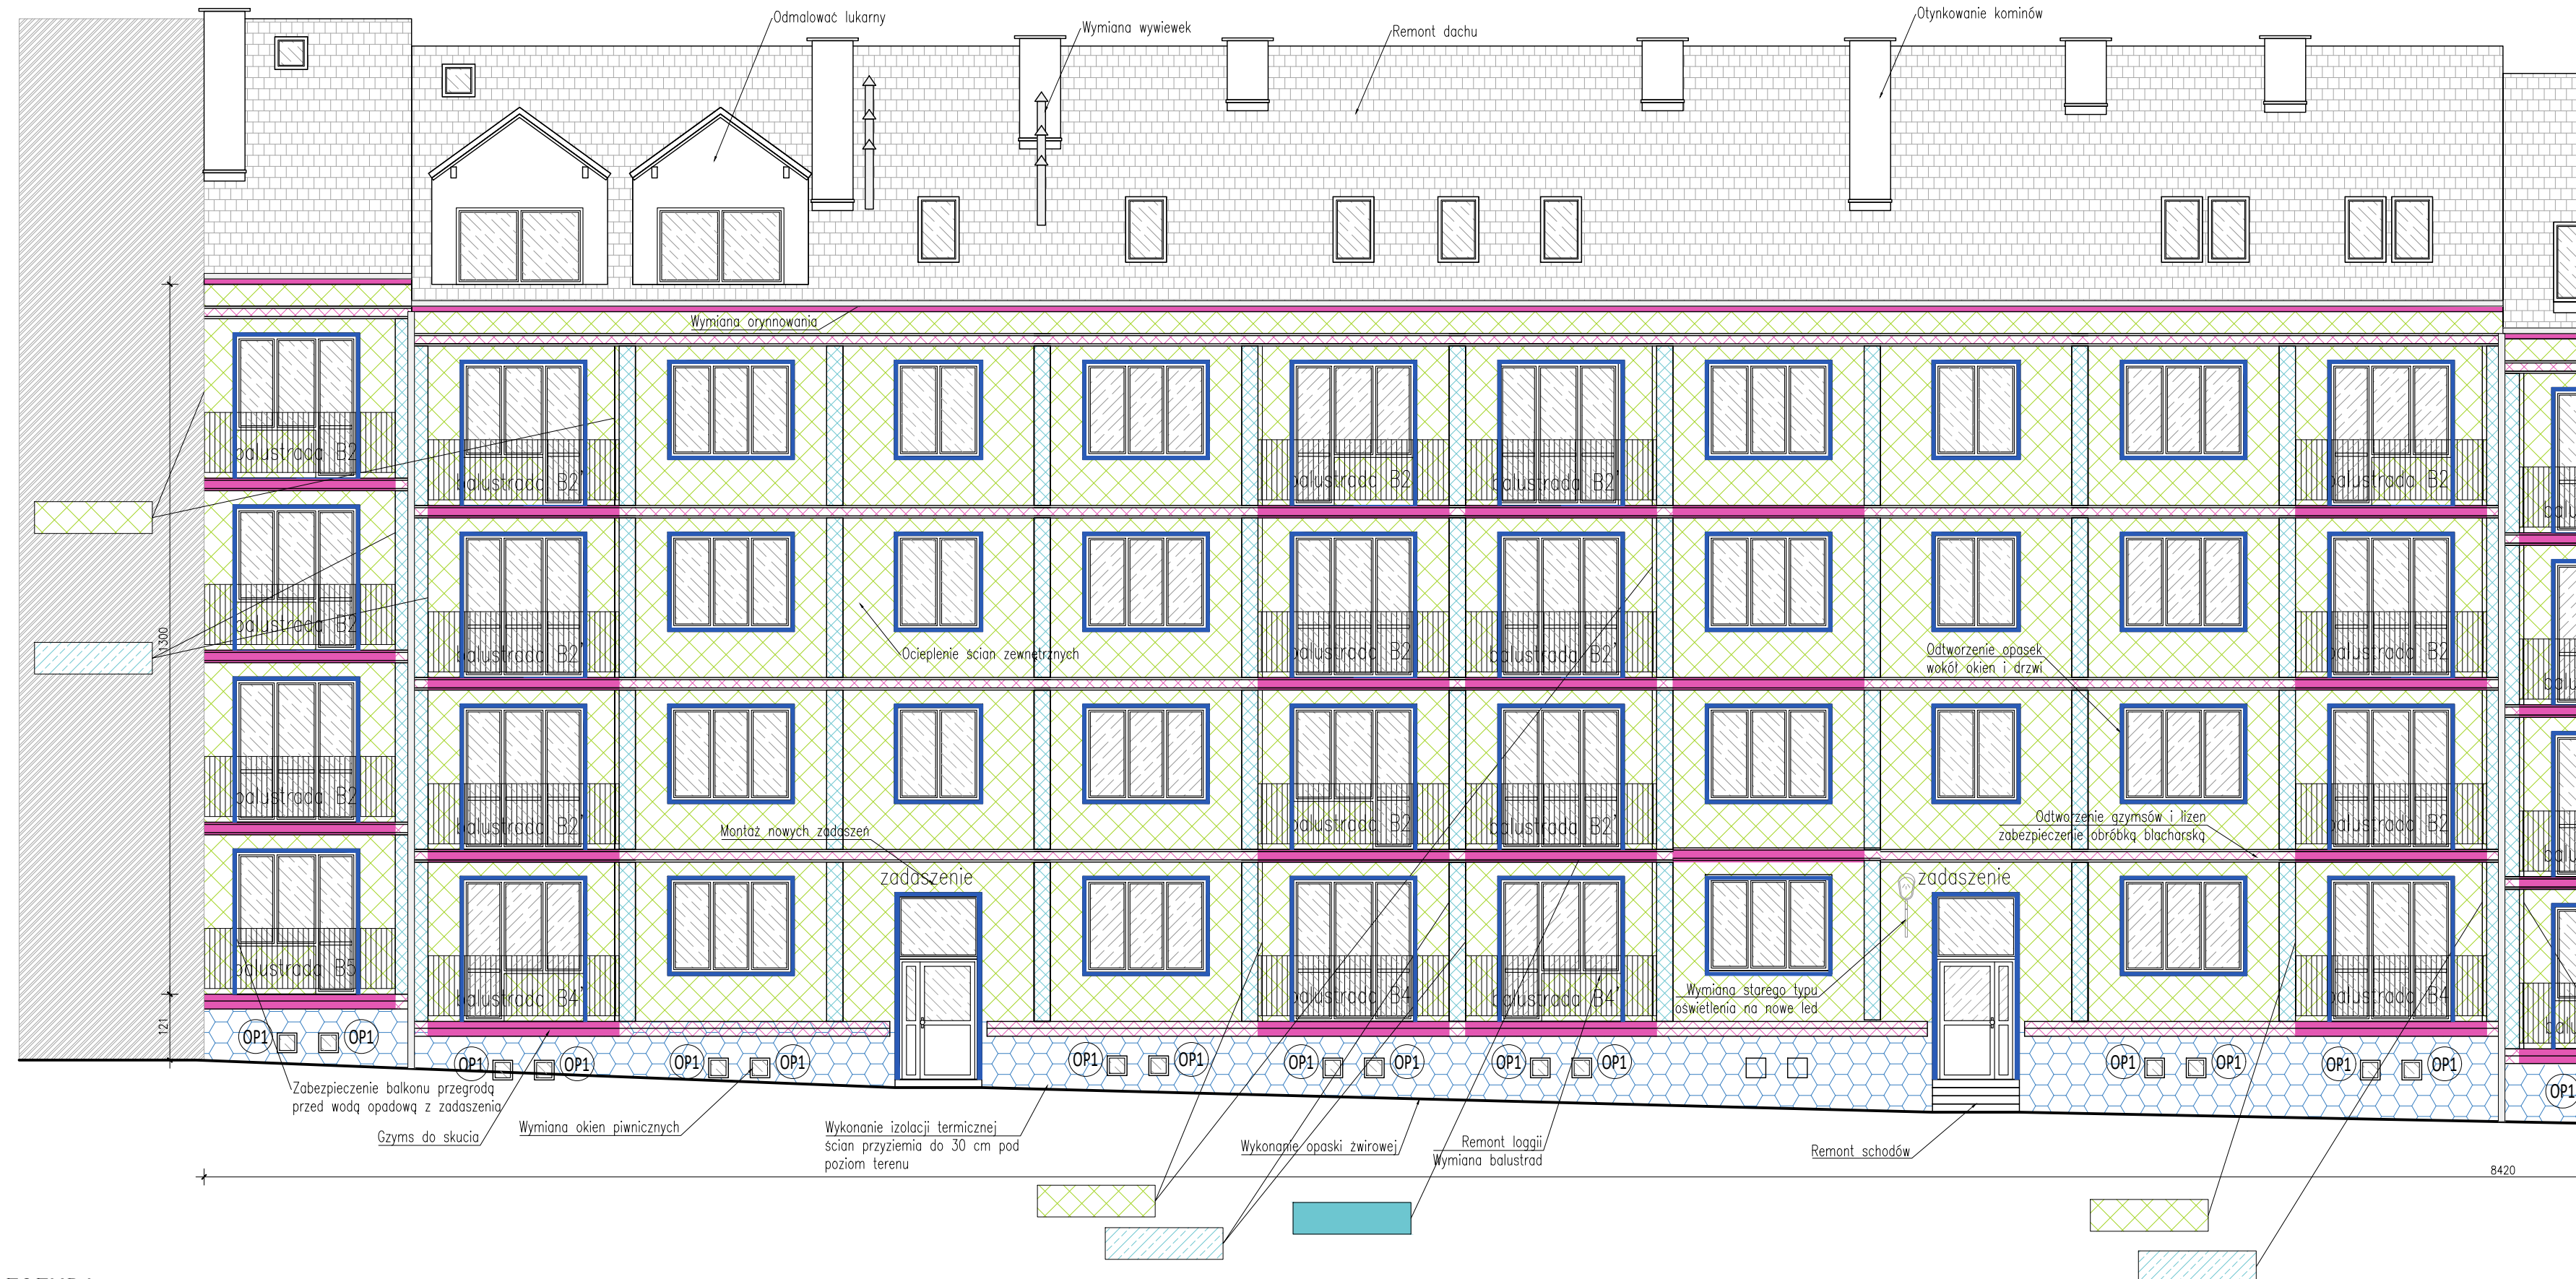 Odmalować lukarny
Wymiana wywiewek
Remont dachu
Otynkowanie kominów
Wymiana orynnowania
balustrada B2
balustrada B2'
balustrada B2
balustrada B2'
balustrada B2
balustrada B2
balustrada B2'
balustrada B2
balustrada B2'
balustrada B2
1300
Ocieplenie ścian zewnętrznych
Odtworzenie opasek
wokół okien i drzwi
balustrada B2
balustrada B2'
balustrada B2
balustrada B2'
balustrada B2
Montaż nowych zadaszeń
Odtworzenie gzymsów i lizen
zabezpieczenie obróbką blacharską
zadaszenie
zadaszenie
balustrada B5
balustrada B4'
balustrada B4
balustrada B4'
balustrada B4
Wymiana starego typu
oświetlenia na nowe led
121
OP1 OP1
OP1 OP1
OP1 OP1
OP1 OP1
OP1 OP1
OP1 OP1
OP1 OP1
OP1 OP1
OP1
Zabezpieczenie balkonu przegrodą
przed wodą opadową z zadaszenia
Gzyms do skucia
Wymiana okien piwnicznych
Wykonanie izolacji termicznej
ścian przyziemia do 30 cm pod
poziom terenu
Wykonanie opaski żwirowej
Remont loggii
Wymiana balustrad
Remont schodów
8420